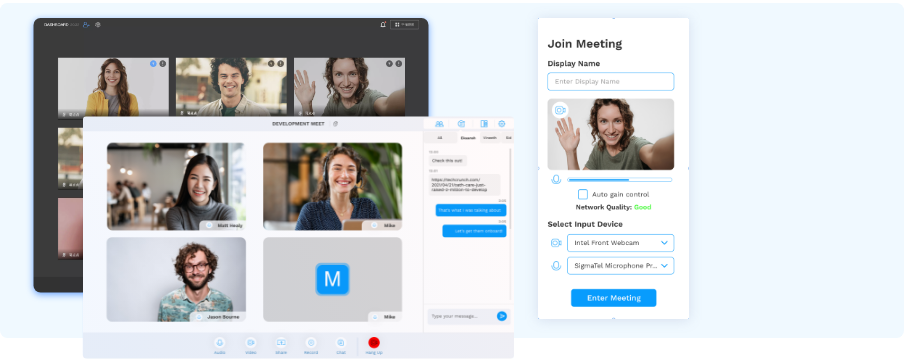 DASHBOARD
N/A
N/A
N/A
N/A
N/A
DEVELOPMENT MEET
All
Elswarth
Check this out!
https://techcrunch.com/
2021/04/21/oath-care-just-
raised-2-million-to-develop
That's what I was talking about
Let's get them onboard!
Matt Healy
Mike
Jason Bourne
M
Mike
Type your message...
Audio
Video
Share
Record
Chat
Hang Up
Join Meeting
Display Name
Enter Display Name
Auto gain control
Network Quality: Good
Select Input Device
Intel Front Webcam
SigmaTel Microphone Pr...
Enter Meeting